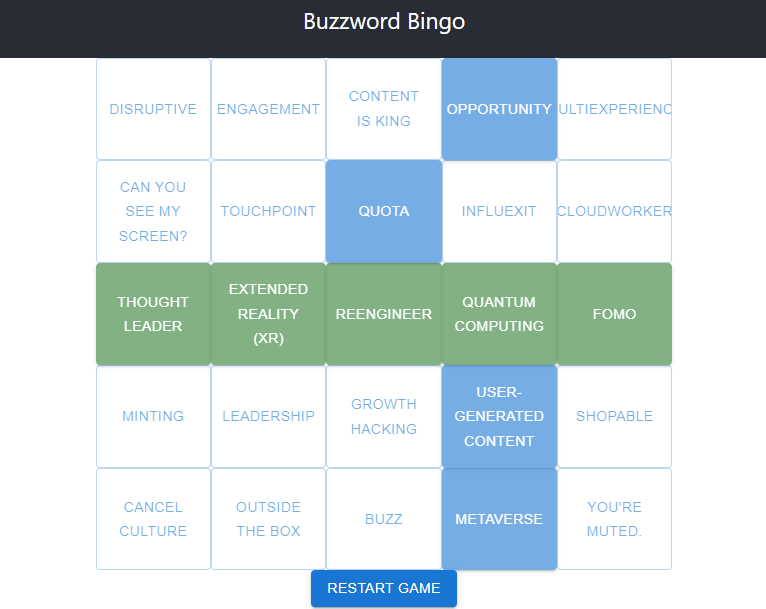 Buzzword Bingo
DISRUPTIVE
ENGAGEMENT
CONTENT
IS KING
OPPORTUNITY
ULTIEXPERIENC
CAN YOU
SEE MY
SCREEN?
TOUCHPOINT
QUOTA
INFLUEXIT
CLOUDWORKER
THOUGHT
LEADER
EXTENDED
REALITY
(XR)
REENGINEER
QUANTUM
COMPUTING
FOMO
MINTING
LEADERSHIP
GROWTH
HACKING
USER-
GENERATED
CONTENT
SHOPABLE
CANCEL
CULTURE
OUTSIDE
THE BOX
BUZZ
METAVERSE
YOU'RE
MUTED.
RESTART GAME